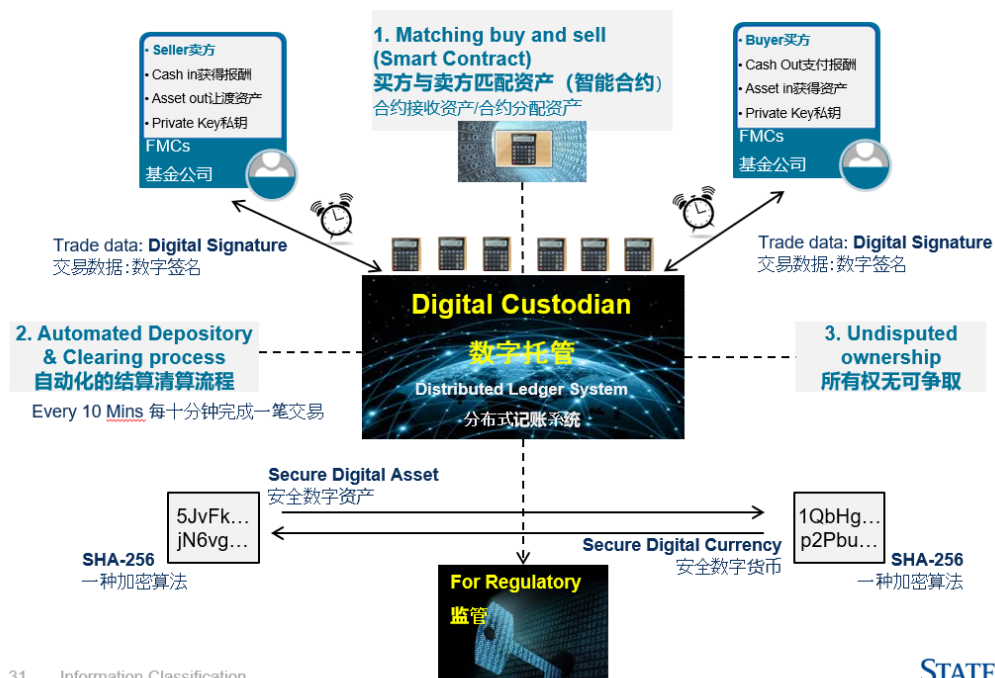 • Seller卖方
• Cash in获得报酬
• Asset out让渡资产
• Private Key私钥
FMCs
基金公司
1. Matching buy and sell
(Smart Contract)
买方与卖方匹配资产（智能合约）
合约接收资产/合约分配资产
• Buyer买方
• Cash Out支付报酬
• Asset in获得资产
• Private Key私钥
FMCs
基金公司
Trade data: Digital Signature
交易数据:数字签名
Trade data: Digital Signature
交易数据:数字签名
Digital Custodian
数字托管
Distributed Ledger System
分布式记账系统
2. Automated Depository
& Clearing process
自动化的结算清算流程
Every 10 Mins 每十分钟完成一笔交易
3. Undisputed
ownership
所有权无可争取
Secure Digital Asset
安全数字资产
5JvFk…
jN6vg…
SHA-256
一种加密算法
1QbHg…
p2Pbu…
Secure Digital Currency
安全数字货币
SHA-256
一种加密算法
For Regulatory
监管
31 Information Classification
STATE